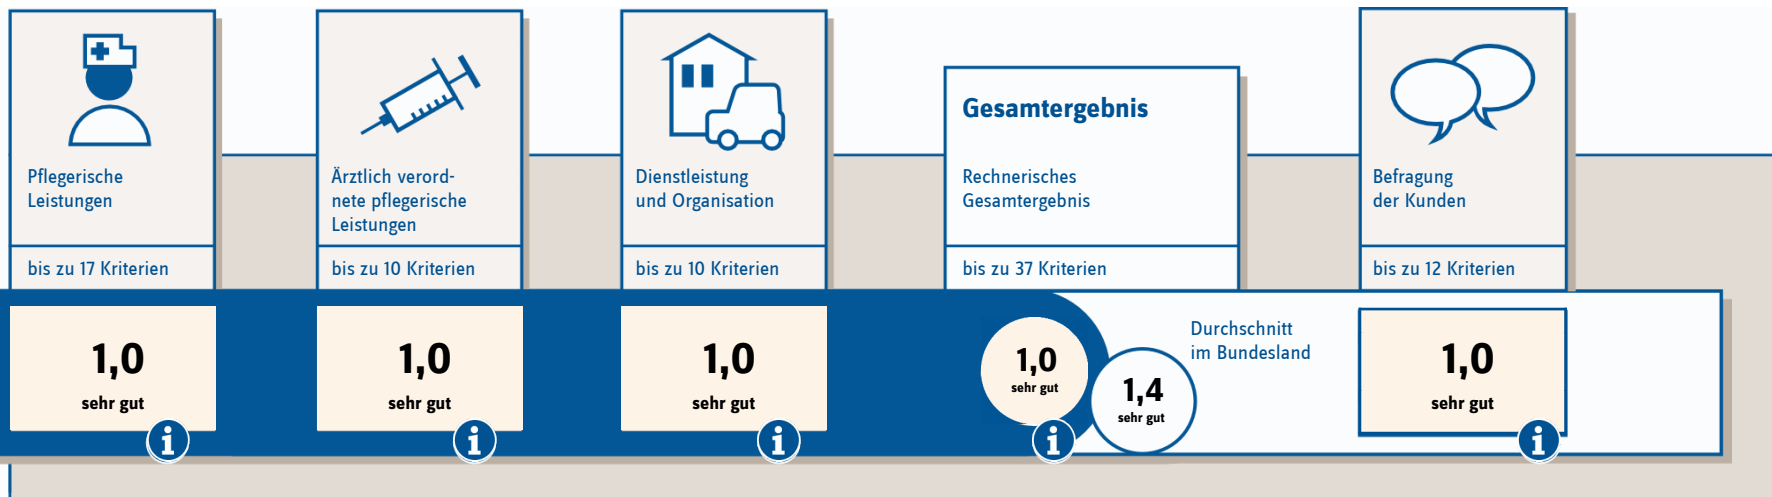 Pflegerische
Leistungen
bis zu 17 Kriterien
1,0
sehr gut
i
Ärztlich verord-
nete pflegerische
Leistungen
bis zu 10 Kriterien
1,0
sehr gut
i
Dienstleistung
und Organisation
bis zu 10 Kriterien
1,0
sehr gut
i
Gesamtergebnis
Rechnerisches
Gesamtergebnis
bis zu 37 Kriterien
1,0
sehr gut
i
1,4
sehr gut
Durchschnitt
im Bundesland
Befragung
der Kunden
bis zu 12 Kriterien
1,0
sehr gut
i